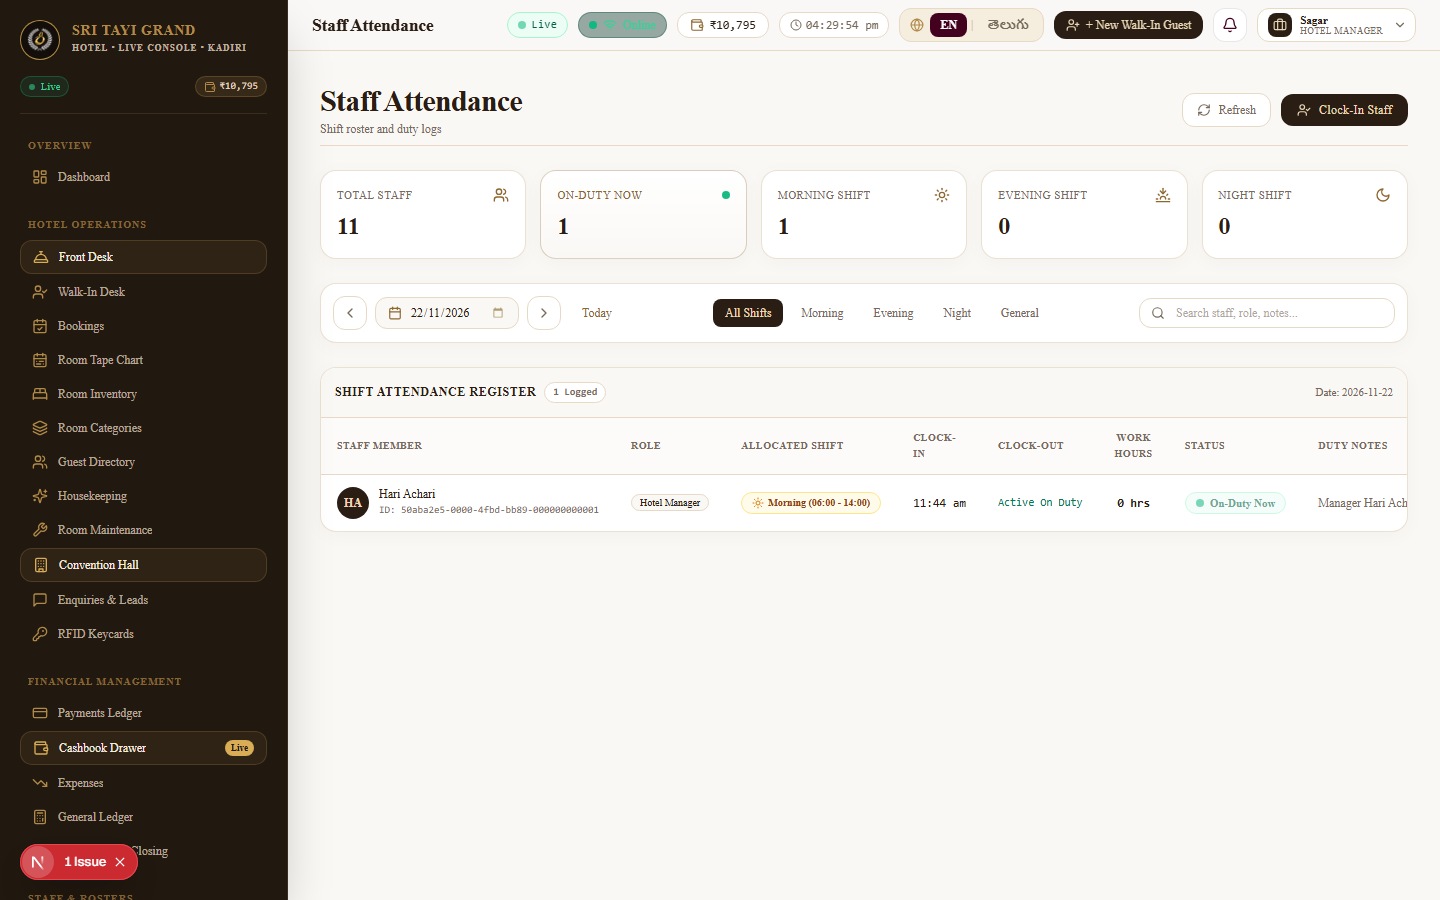 SRI TAYI GRAND
HOTEL • LIVE CONSOLE • KADIRI
Live
₹10,795
OVERVIEW
Dashboard
HOTEL OPERATIONS
Front Desk
Walk-In Desk
Bookings
Room Tape Chart
Room Inventory
Room Categories
Guest Directory
Housekeeping
Room Maintenance
Convention Hall
Enquiries & Leads
RFID Keycards
FINANCIAL MANAGEMENT
Payments Ledger
Cashbook Drawer Live
Expenses
General Ledger
Closing
1 Issue
STAFF & ROSTERS
Staff Attendance
Live
Online
₹10,795
04:29:54 pm
EN
తెలుగు
+ New Walk-In Guest
Sagar
HOTEL MANAGER
Staff Attendance
Shift roster and duty logs
Refresh
Clock-In Staff
TOTAL STAFF
11
ON-DUTY NOW
1
MORNING SHIFT
1
EVENING SHIFT
0
NIGHT SHIFT
0
22/11/2026
Today
All Shifts Morning Evening Night General
Search staff, role, notes...
SHIFT ATTENDANCE REGISTER 1 Logged
Date: 2026-11-22
STAFF MEMBER ROLE ALLOCATED SHIFT CLOCK-IN CLOCK-OUT WORK HOURS STATUS DUTY NOTES
HA
Hari Achari
ID: 50aba2e5-0000-4fbd-bb89-000000000001
Hotel Manager
Morning (06:00 - 14:00)
11:44 am
Active On Duty
0 hrs
On-Duty Now
Manager Hari Ach